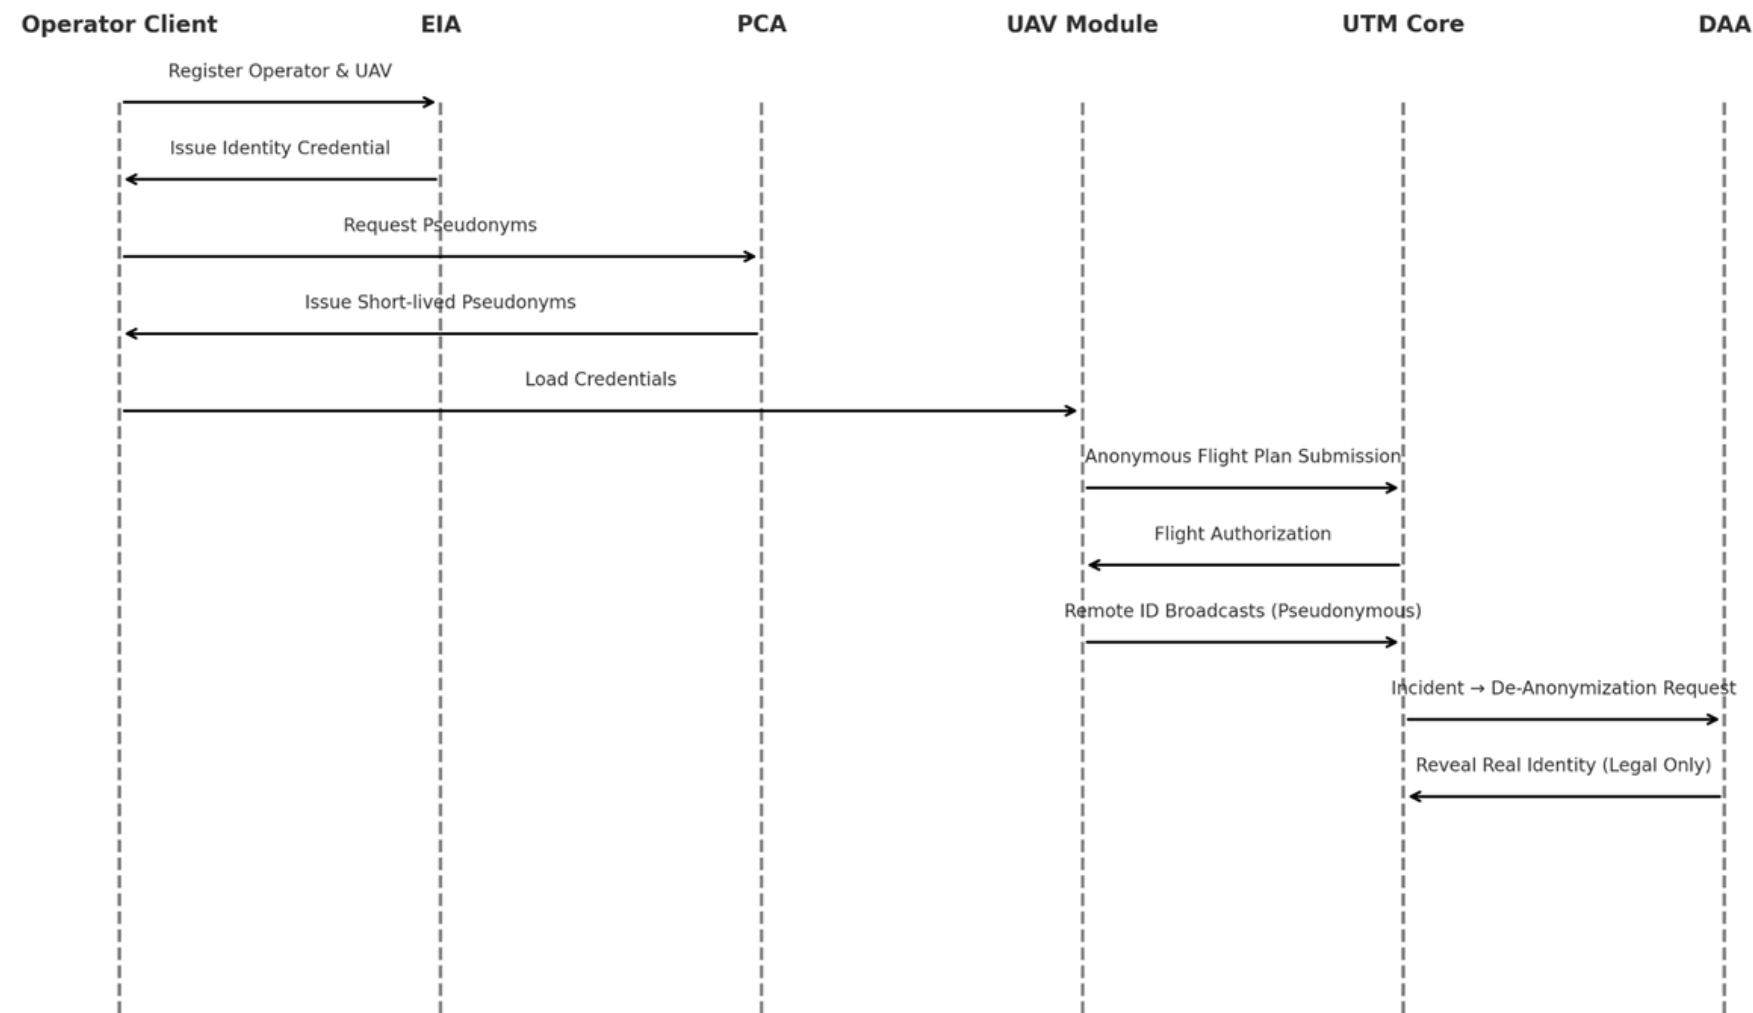 Operator Client EIA PCA UAV Module UTM Core DAA
Register Operator & UAV
Issue Identity Credential
Request Pseudonyms
Issue Short-lived Pseudonyms
Load Credentials
Anonymous Flight Plan Submission
Flight Authorization
Remote ID Broadcasts (Pseudonymous)
Incident → De-Anonymization Request
Reveal Real Identity (Legal Only)